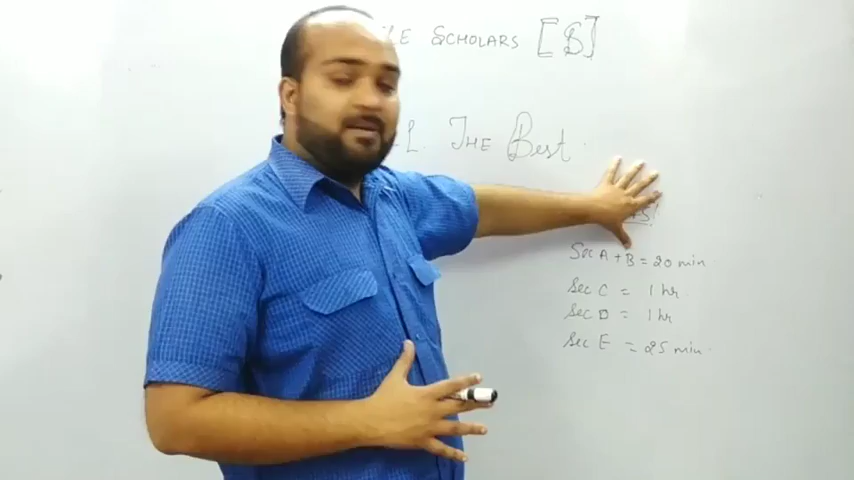 SCHOLARS [S]
THE Best.
Sec A + B = 20 min
Sec C = 1 hr
Sec D = 1 hr
Sec E = 25 min